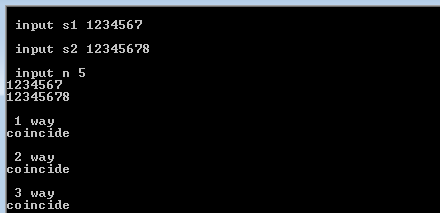 input s1 1234567
input s2 12345678
input n 5
1234567
12345678
1 way
coincide
2 way
coincide
3 way
coincide